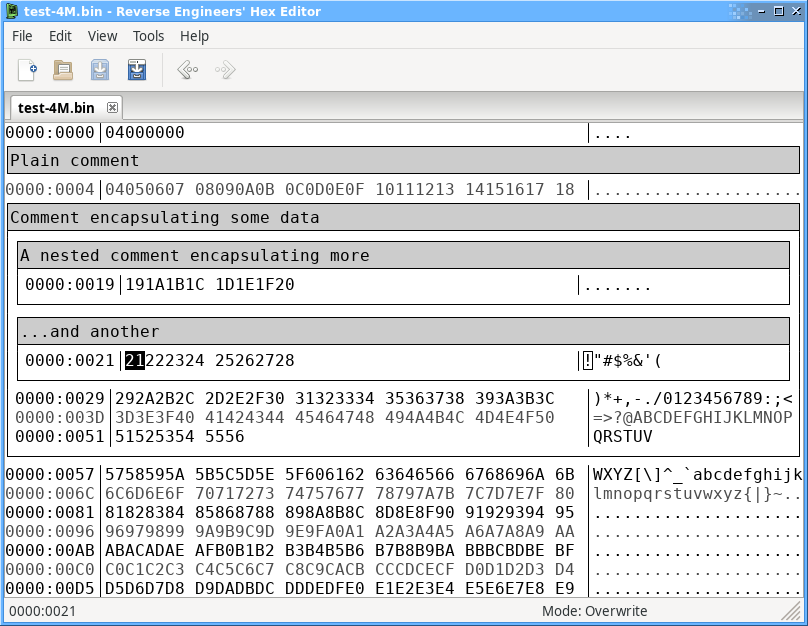 test-4M.bin - Reverse Engineers' Hex Editor
File Edit View Tools Help
test-4M.bin
0000:0000 04000000 ....
Plain comment
0000:0004 04050607 08090A0B 0C0D0E0F 10111213 14151617 18 .....................
Comment encapsulating some data
A nested comment encapsulating more
0000:0019 191A1B1C 1D1E1F20 .......
...and another
0000:0021 21222324 25262728 !"#$%&'(
0000:0029 292A2B2C 2D2E2F30 31323334 35363738 393A3B3C )*+,-./0123456789:;<
0000:003D 3D3E3F40 41424344 45464748 494A4B4C 4D4E4F50 =>?@ABCDEFGHIJKLMNOP
0000:0051 51525354 5556 QRSTUV
0000:0057 5758595A 5B5C5D5E 5F606162 63646566 6768696A 6B WXYZ[\]^_`abcdefghijk
0000:006C 6C6D6E6F 70717273 74757677 78797A7B 7C7D7E7F 80 lmnopqrstuvwxyz{|}~..
0000:0081 81828384 85868788 898A8B8C 8D8E8F90 91929394 95 .....................
0000:0096 96979899 9A9B9C9D 9E9FA0A1 A2A3A4A5 A6A7A8A9 AA .....................
0000:00AB ABACADAE AFB0B1B2 B3B4B5B6 B7B8B9BA BBBCBDBE BF .....................
0000:00C0 C0C1C2C3 C4C5C6C7 C8C9CACB CCCDCECF D0D1D2D3 D4 .....................
0000:00D5 D5D6D7D8 D9DADBDC DDDEDFE0 E1E2E3E4 E5E6E7E8 E9 .....................
0000:0021 Mode: Overwrite